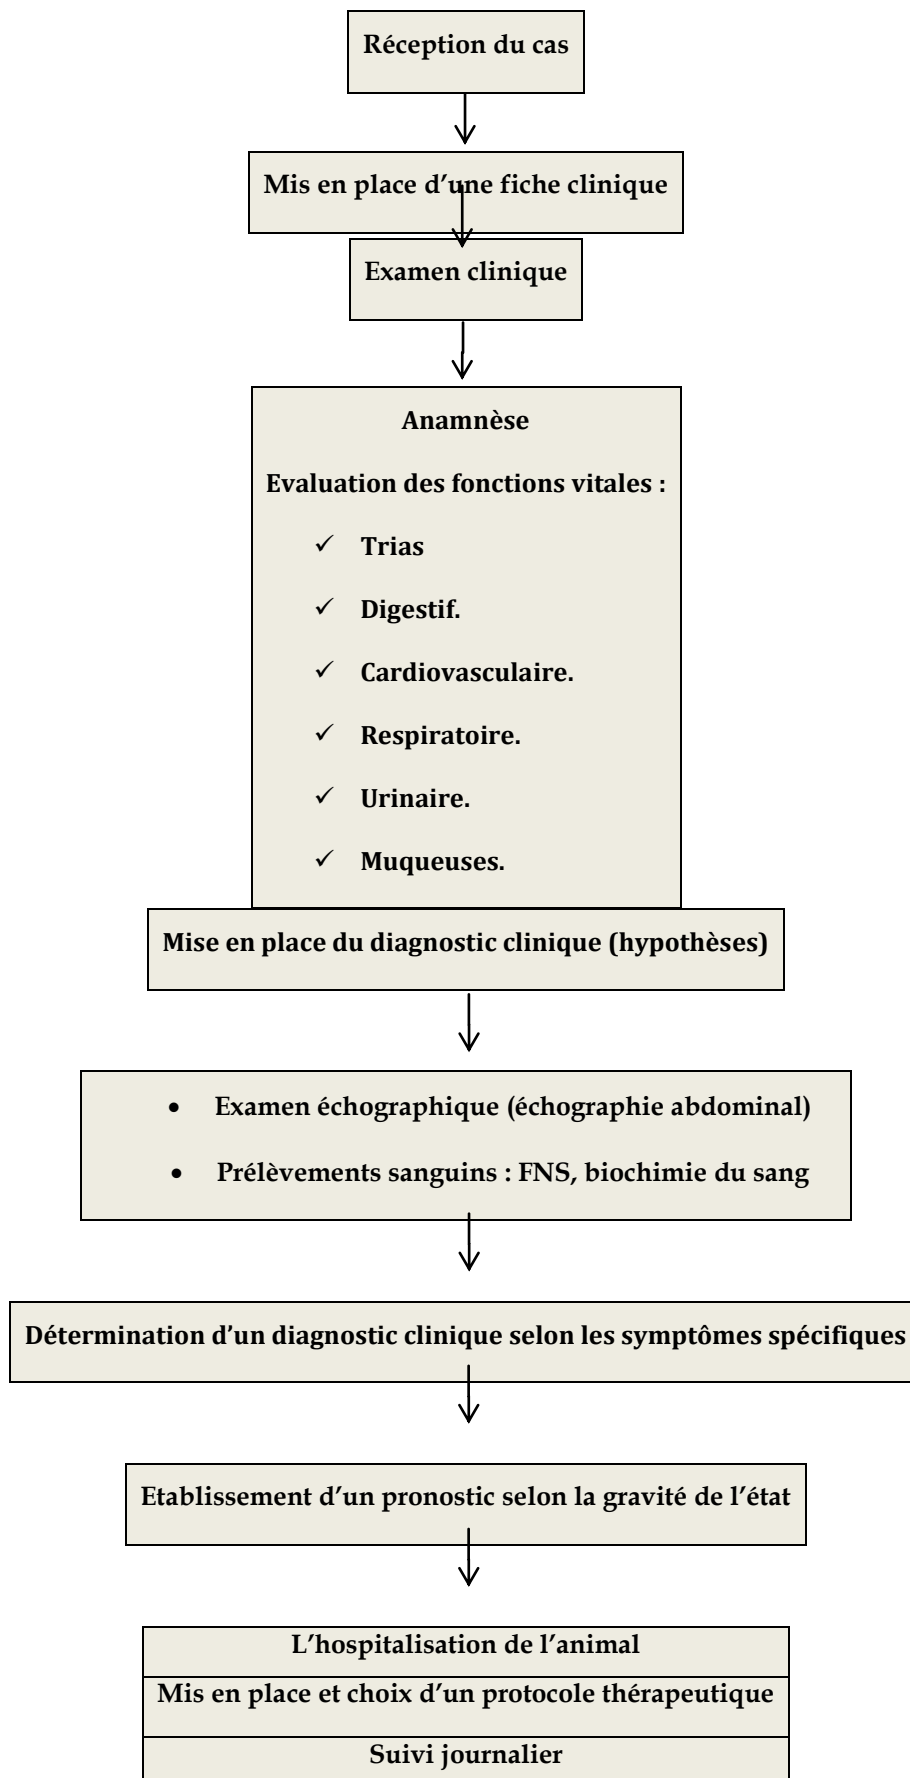 Réception du cas
Mis en place d’une fiche clinique
Examen clinique
Anamnèse
Evaluation des fonctions vitales :
✓ Trias
✓ Digestif.
✓ Cardiovasculaire.
✓ Respiratoire.
✓ Urinaire.
✓ Muqueuses.
Mise en place du diagnostic clinique (hypothèses)
• Examen échographique (échographie abdominal)
• Prélèvements sanguins : FNS, biochimie du sang
Détermination d’un diagnostic clinique selon les symptômes spécifiques
Etablissement d’un pronostic selon la gravité de l’état
L’hospitalisation de l’animal
Mis en place et choix d’un protocole thérapeutique
Suivi journalier